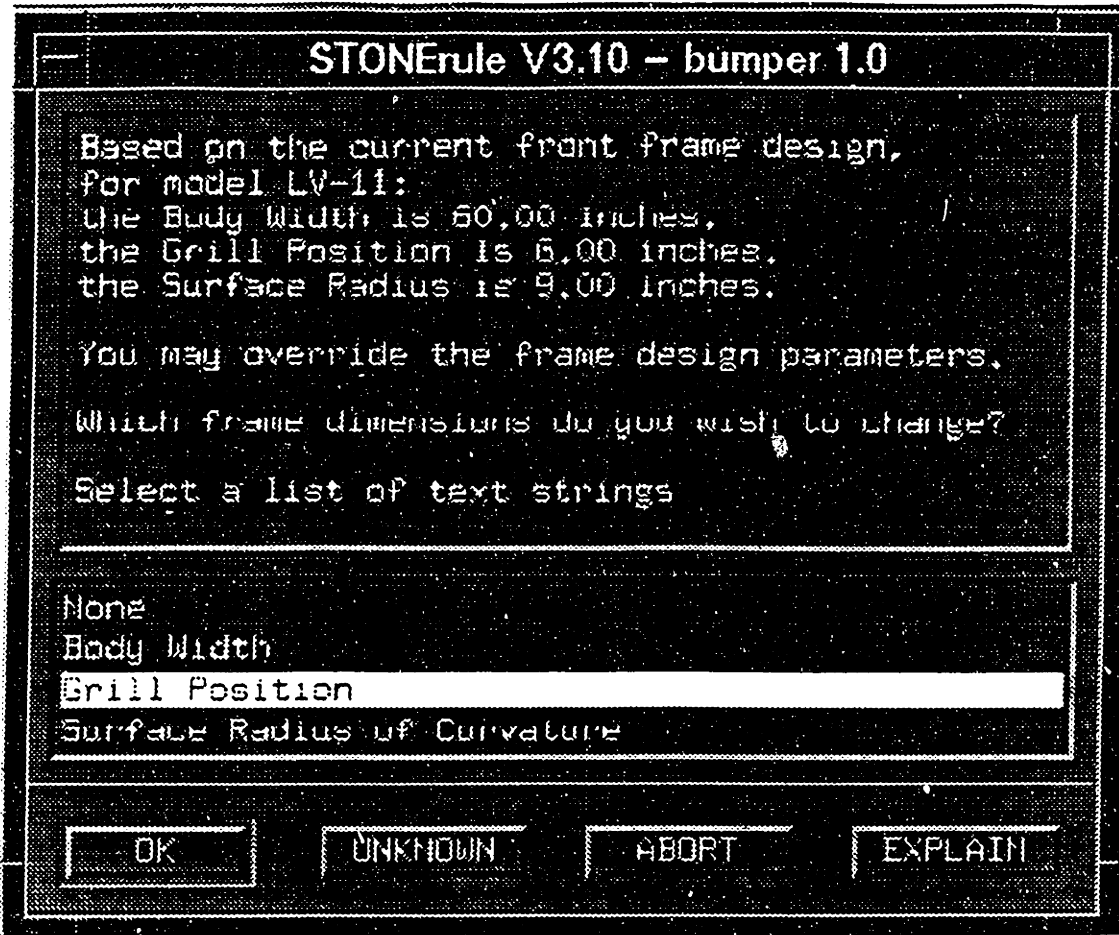 STONErule V3.10 – bumper 1.0
Based on the current front frame design,
for model LV-11:
the Body Width is 60.00 inches,
the Grill Position is 6.00 inches,
the Surface Radius is 9.00 inches.
You may override the frame design parameters.
Which frame dimensions do you wish to change?
Select a list of text strings
None
Body Width
Grill Position
Surface Radius of Curvature
OK
UNKNOWN
ABORT
EXPLAIN